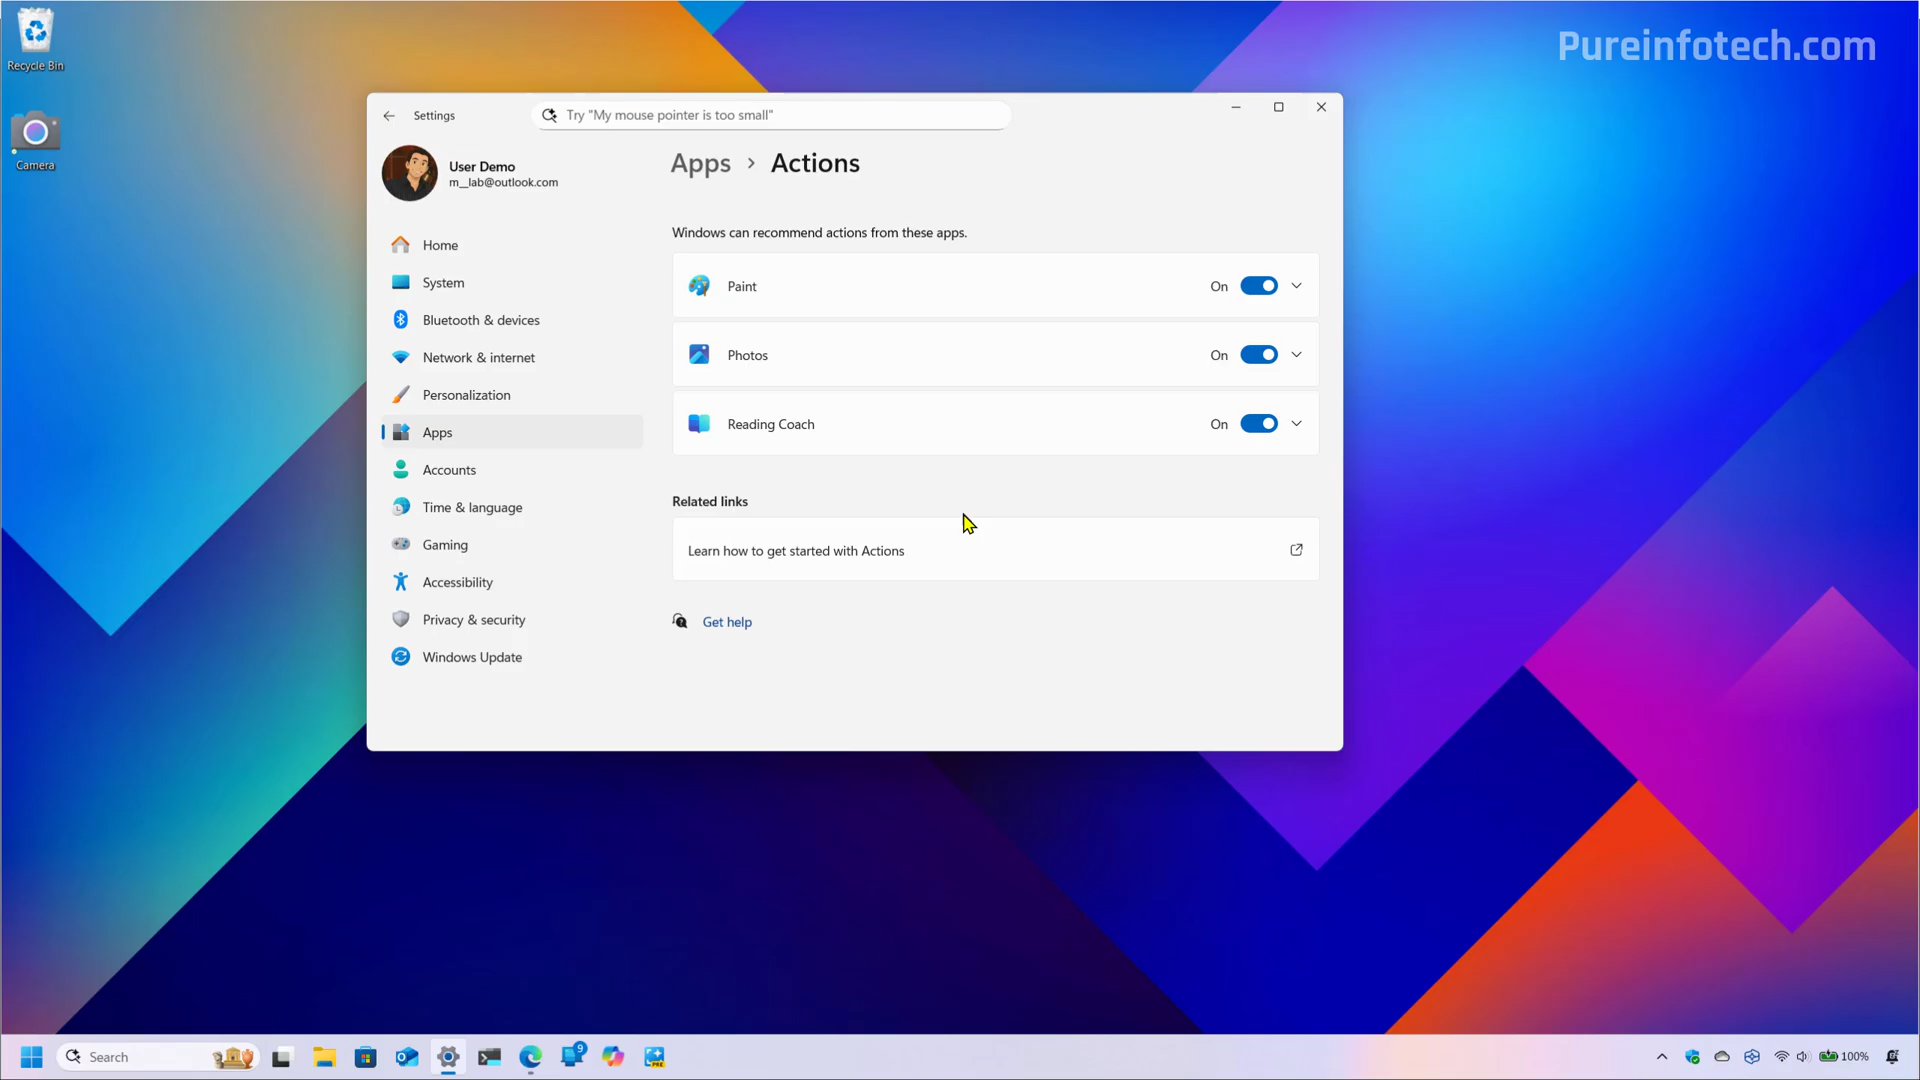 Pureinfotech.com
Recycle Bin
Camera
Settings
Try "My mouse pointer is too small"
User Demo
m__lab@outlook.com
Home
System
Bluetooth & devices
Network & internet
Personalization
Apps
Accounts
Time & language
Gaming
Accessibility
Privacy & security
Windows Update
Apps > Actions
Windows can recommend actions from these apps.
Paint On
Photos On
Reading Coach On
Related links
Learn how to get started with Actions
Get help
Search
9
PRE
100%